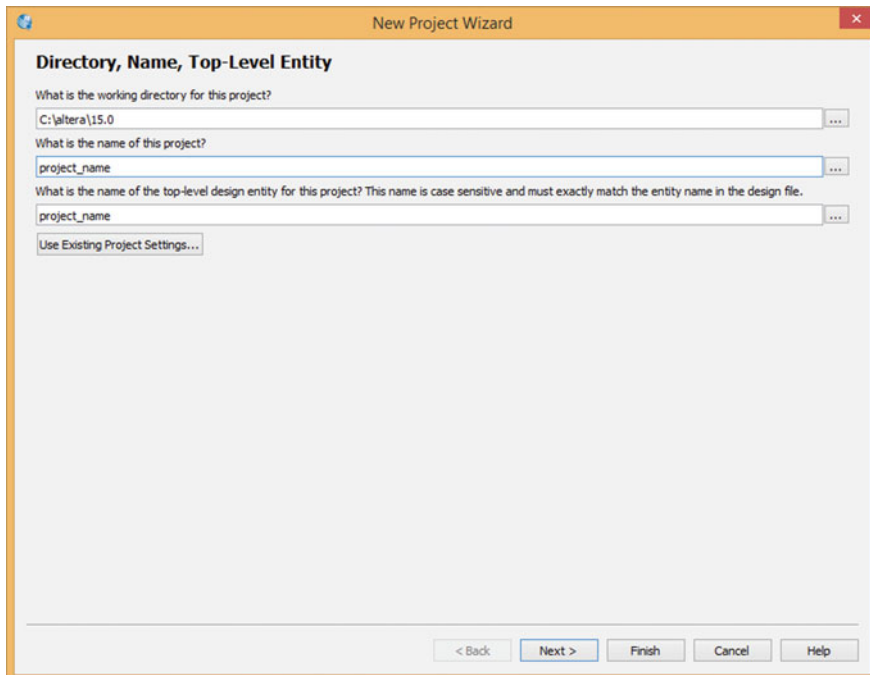 New Project Wizard
Directory, Name, Top-Level Entity
What is the working directory for this project?
C:\altera\15.0
...
What is the name of this project?
project_name
...
What is the name of the top-level design entity for this project? This name is case sensitive and must exactly match the entity name in the design file.
project_name
...
Use Existing Project Settings...
< Back Next > Finish Cancel Help